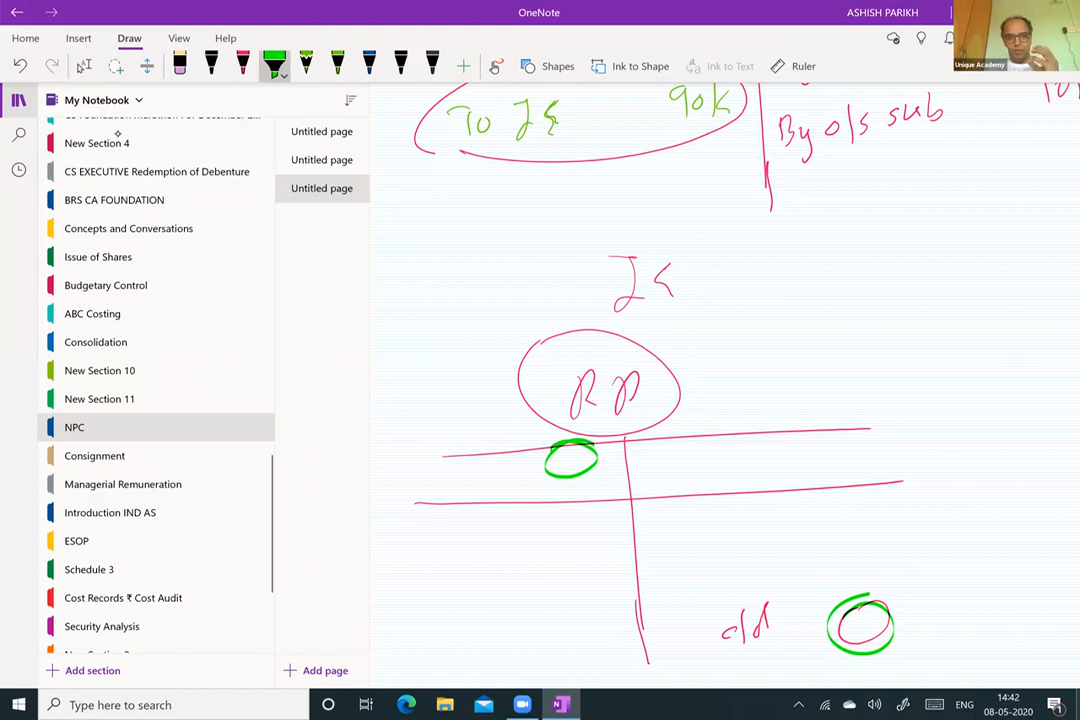 OneNote
ASHISH PARIKH
Unique Academy
Home Insert Draw View Help
Shapes Ink to Shape Ink to Text Ruler
My Notebook
New Section 4
CS EXECUTIVE Redemption of Debenture
BRS CA FOUNDATION
Concepts and Conversations
Issue of Shares
Budgetary Control
ABC Costing
Consolidation
New Section 10
New Section 11
NPC
Consignment
Managerial Remuneration
Introduction IND AS
ESOP
Schedule 3
Cost Records ₹ Cost Audit
Security Analysis
Add section
Untitled page
Untitled page
Untitled page
Add page
To I& 90K
By o/s sub
c/d
Type here to search
ENG
14:42
08-05-2020
1